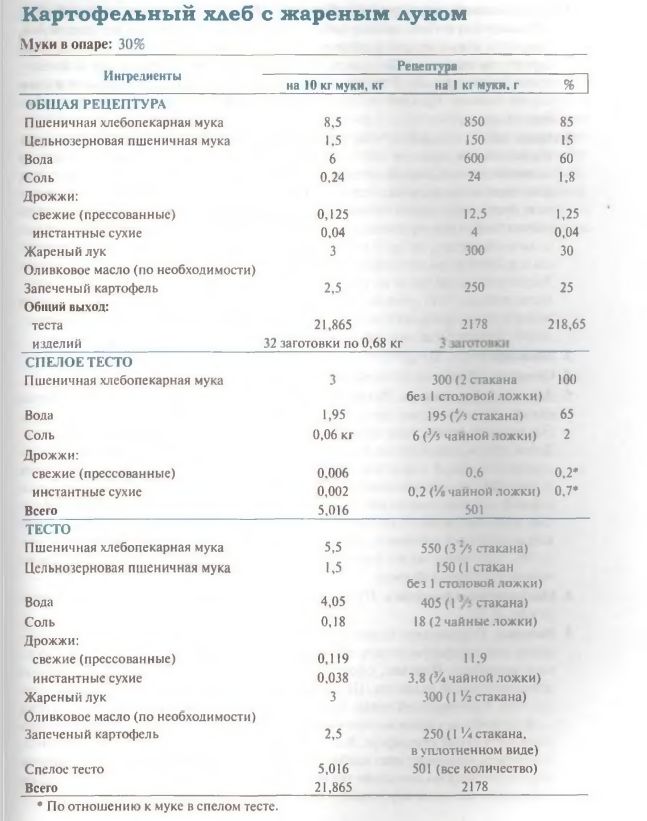 Картофельный хлеб с жареным луком
Муки в опаре: 30%
Ингредиенты
Рецептура
на 10 кг муки, кг на 1 кг муки, г %
ОБЩАЯ РЕЦЕПТУРА
Пшеничная хлебопекарная мука 8,5 850 85
Цельнозерновая пшеничная мука 1,5 150 15
Вода 6 600 60
Соль 0,24 24 1,8
Дрожжи:
свежие (прессованные) 0,125 12,5 1,25
инстантные сухие 0,04 4 0,04
Жареный лук 3 300 30
Оливковое масло (по необходимости)
Запеченый картофель 2,5 250 25
Общий выход:
теста 21,865 2178 218,65
изделий 32 заготовки по 0,68 кг 3 заготовки
СПЕЛОЕ ТЕСТО
Пшеничная хлебопекарная мука 3 300 (2 стакана 100
без 1 столовой ложки)
Вода 1,95 195 (⅘ стакана) 65
Соль 0,06 кг 6 (⅗ чайной ложки) 2
Дрожжи:
свежие (прессованные) 0,006 0,6 0,2*
инстантные сухие 0,002 0,2 (⅛ чайной ложки) 0,7*
Всего 5,016 501
ТЕСТО
Пшеничная хлебопекарная мука 5,5 550 (3 ⅖ стакана)
Цельнозерновая пшеничная мука 1,5 150 (1 стакан
без 1 столовой ложки)
Вода 4,05 405 (1 ⅗ стакана)
Соль 0,18 18 (2 чайные ложки)
Дрожжи:
свежие (прессованные) 0,119 11,9
инстантные сухие 0,038 3,8 (¾ чайной ложки)
Жареный лук 3 300 (1 ½ стакана)
Оливковое масло (по необходимости)
Запеченый картофель 2,5 250 (1 ¼ стакана,
в уплотненном виде)
Спелое тесто 5,016 501 (все количество)
Всего 21,865 2178
* По отношению к муке в спелом тесте.